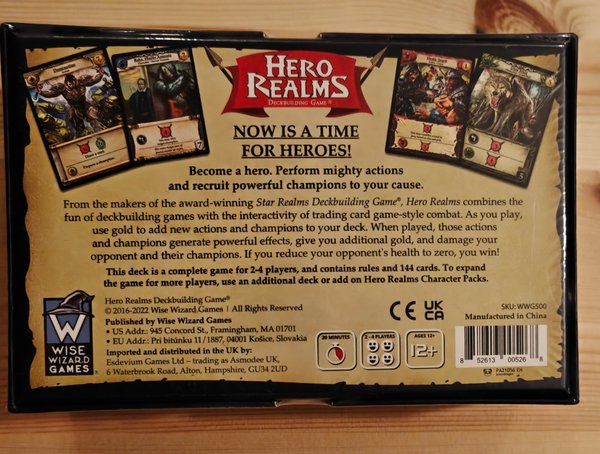 HERO
REALMS
DECKBUILDING GAME®
NOW IS A TIME
FOR HEROES!
Become a hero. Perform mighty actions
and recruit powerful champions to your cause.
From the makers of the award-winning Star Realms Deckbuilding Game®, Hero Realms combines the
fun of deckbuilding games with the interactivity of trading card game-style combat. As you play,
use gold to add new actions and champions to your deck. When played, those actions
and champions generate powerful effects, give you additional gold, and damage your
opponent and their champions. If you reduce your opponent's health to zero, you win!
This deck is a complete game for 2-4 players, and contains rules and 144 cards. To expand
the game for more players, use an additional deck or add on Hero Realms Character Packs.
W
WISE
WIZARD
GAMES™
Hero Realms Deckbuilding Game®
© 2016-2022 Wise Wizard Games | All Rights Reserved
Published by Wise Wizard Games
• US Addr.: 945 Concord St., Framingham, MA 01701
• EU Addr.: Pri bitúnku 11/1887, 04001 Košice, Slovakia
Imported and distributed in the UK by:
Esdevium Games Ltd – trading as Asmodee UK,
6 Waterbrook Road, Alton, Hampshire, GU34 2UD
20 MINUTES
2 - 4 PLAYERS
AGES 12+
12+
CE UK
CA
SKU: WWG500
Manufactured in China
8 52613 00526 8
PA21056 EN